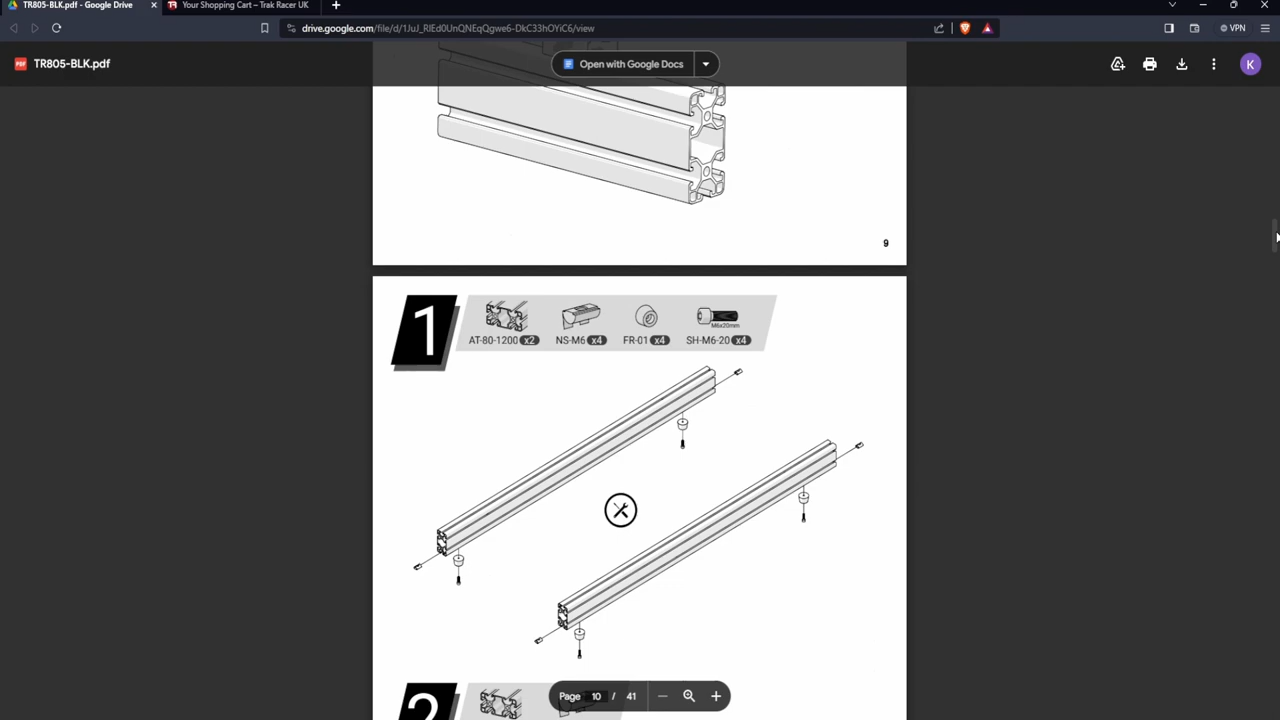 TR805-BLK.pdf - Google Drive
Your Shopping Cart – Trak Racer UK
drive.google.com/file/d/1JuJ_RIEd0UnQNEqQgwe6-DkC33hOYiC6/view
VPN
PDF
TR805-BLK.pdf
Open with Google Docs
K
9
1
M6x20mm
AT-80-1200 x2
NS-M6 x4
FR-01 x4
SH-M6-20 x4
2
Page 10 / 41